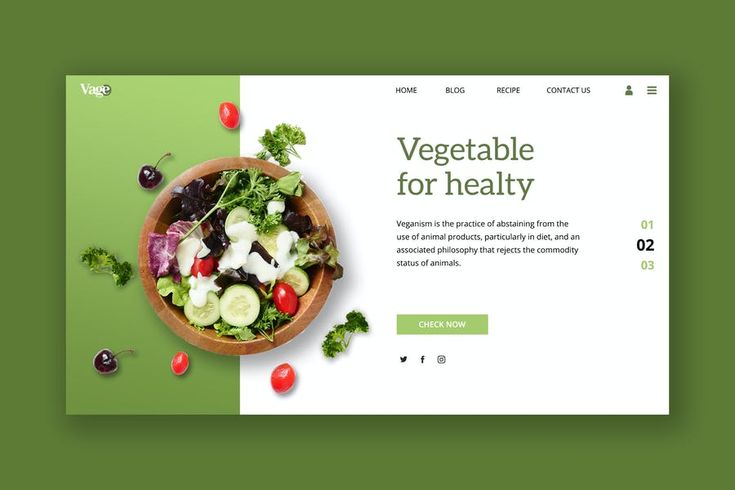 Vage
HOME BLOG RECIPE CONTACT US
Vegetable
for healty
Veganism is the practice of abstaining from the
use of animal products, particularly in diet, and an
associated philosophy that rejects the commodity
status of animals.
01
02
03
CHECK NOW